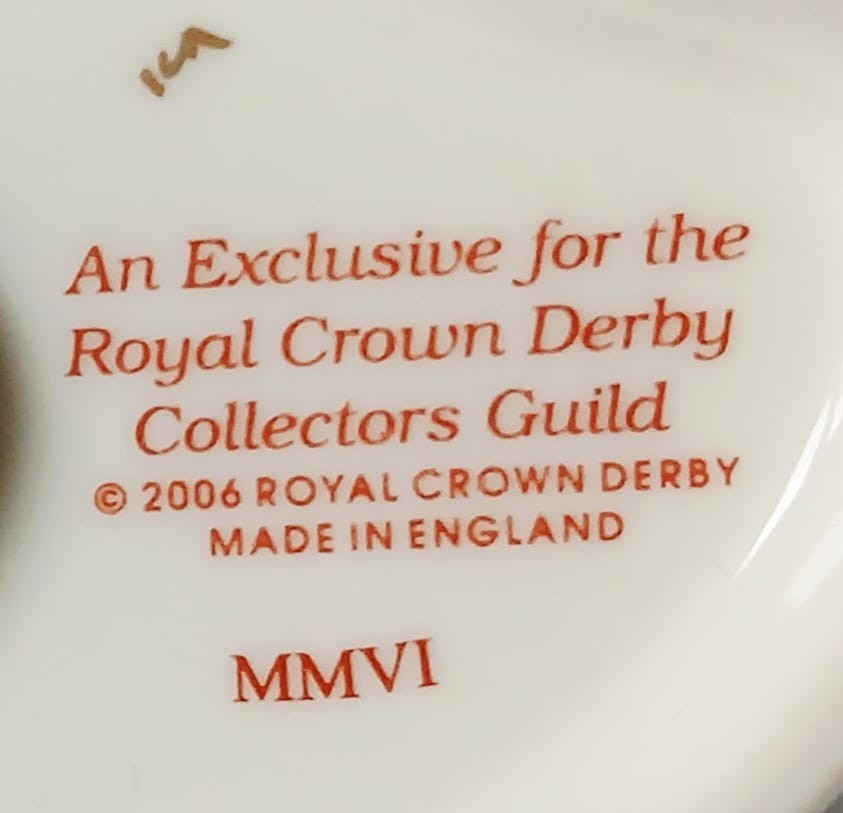 An Exclusive for the
Royal Crown Derby
Collectors Guild
© 2006 ROYAL CROWN DERBY
MADE IN ENGLAND
MMVI